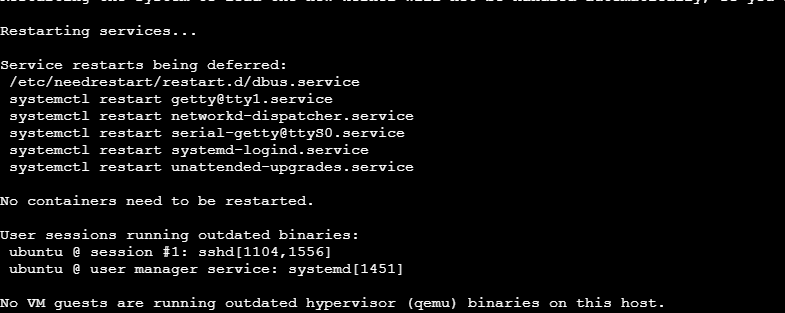 Restarting services...
Service restarts being deferred:
/etc/needrestart/restart.d/dbus.service
systemctl restart getty@tty1.service
systemctl restart networkd-dispatcher.service
systemctl restart serial-getty@ttyS0.service
systemctl restart systemd-logind.service
systemctl restart unattended-upgrades.service
No containers need to be restarted.
User sessions running outdated binaries:
ubuntu @ session #1: sshd[1104,1556]
ubuntu @ user manager service: systemd[1451]
No VM guests are running outdated hypervisor (qemu) binaries on this host.